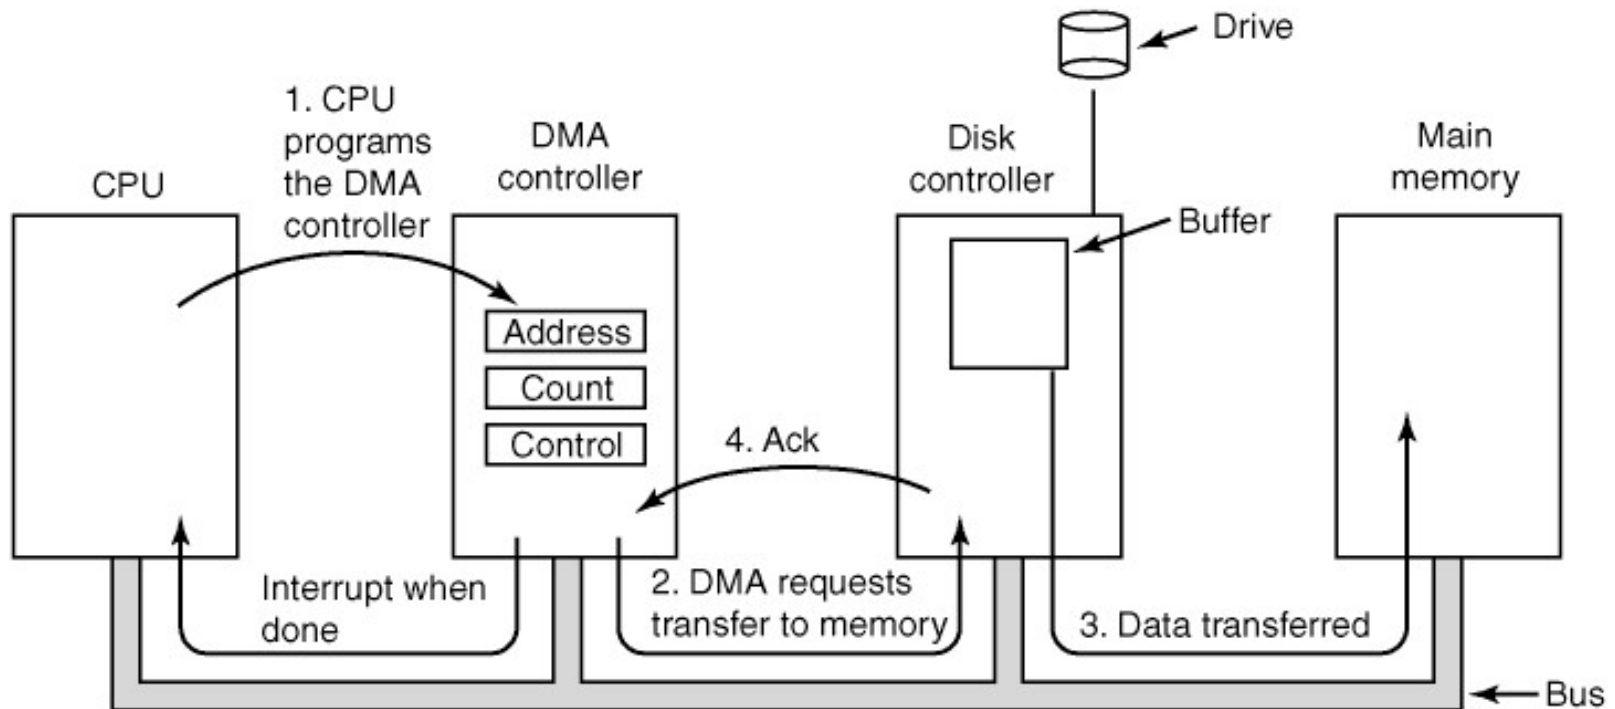 Drive
1. CPU
programs
the DMA
controller
CPU
DMA
controller
Disk
controller
Main
memory
Buffer
Address
Count
Control
4. Ack
Interrupt when
done
2. DMA requests
transfer to memory
3. Data transferred
Bus